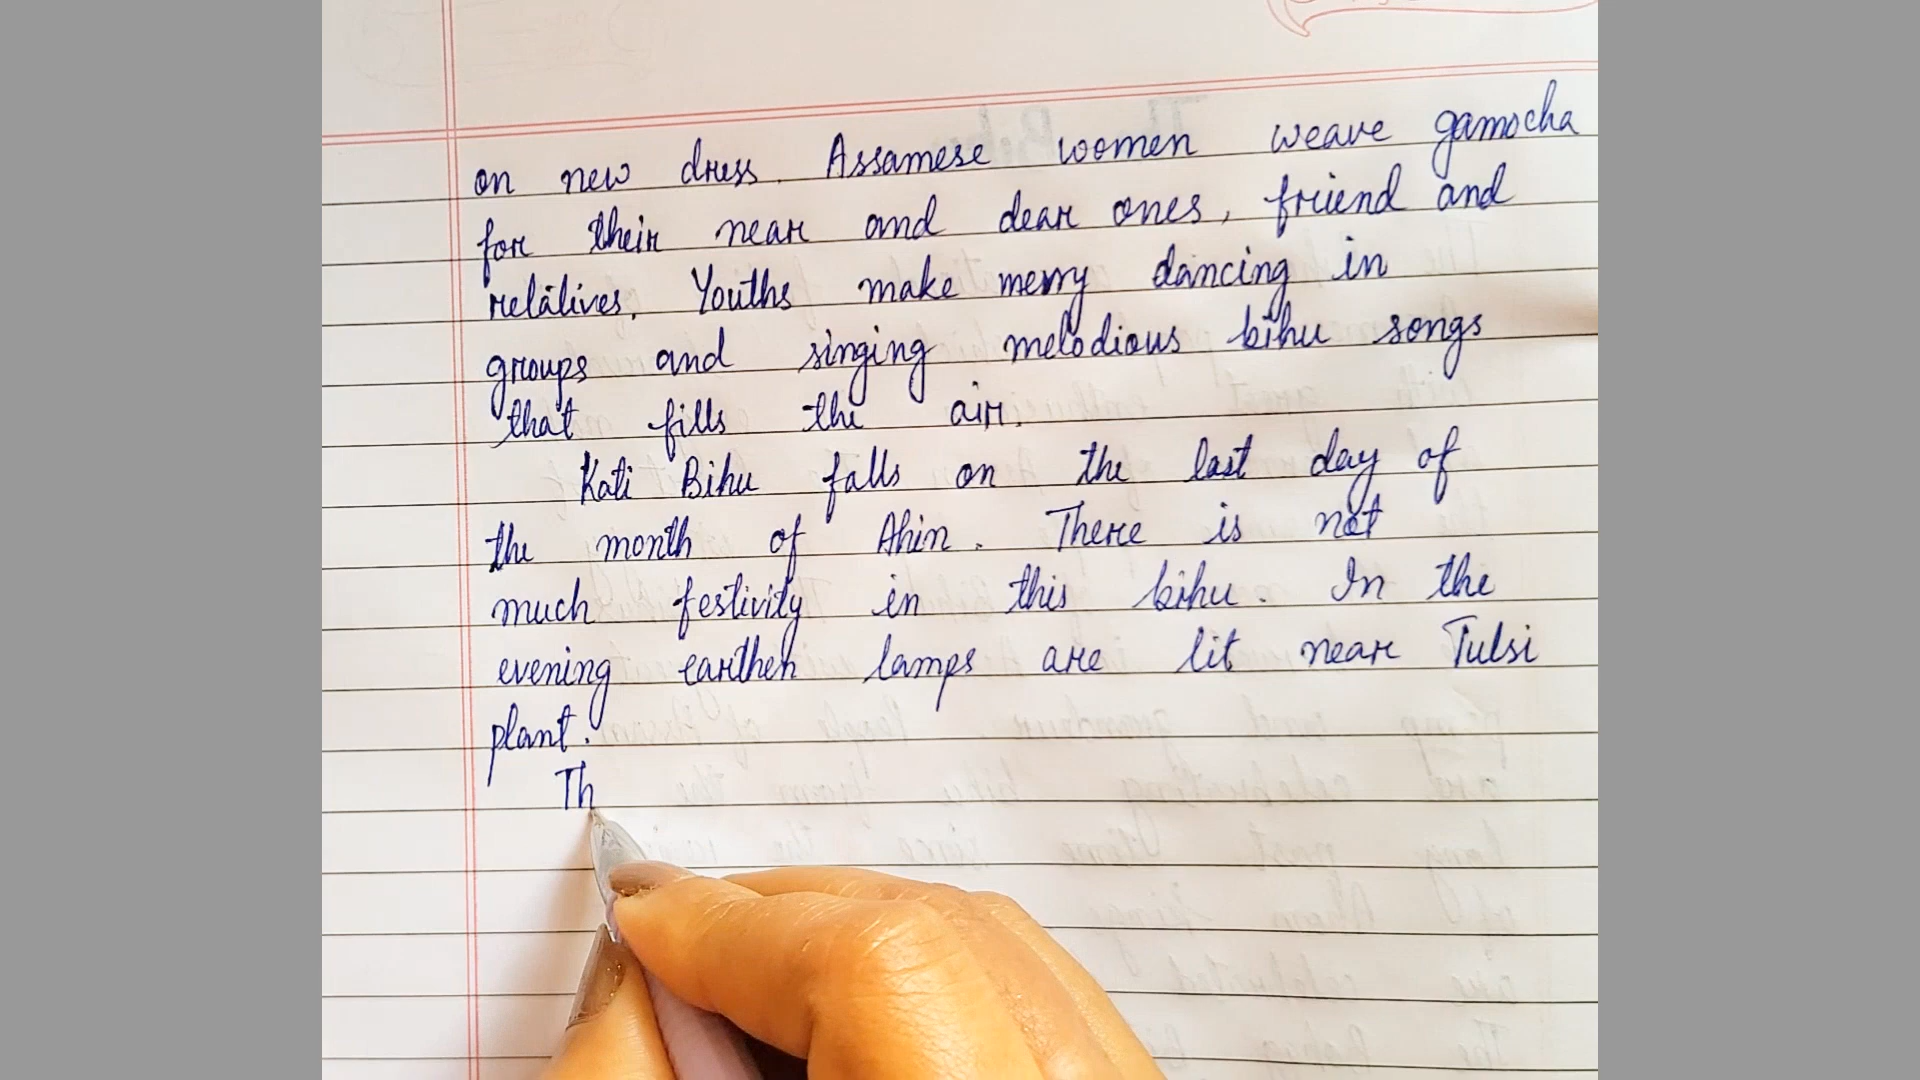 on new dress. Assamese women weave gamocha
for their near and dear ones, friend and
relatives. Youths make merry dancing in
groups and singing melodious bihu songs
that fills the air.
Kati Bihu falls on the last day of
the month of Ahin. There is not
much festivity in this bihu. In the
evening earthen lamps are lit near Tulsi
plant.
Th